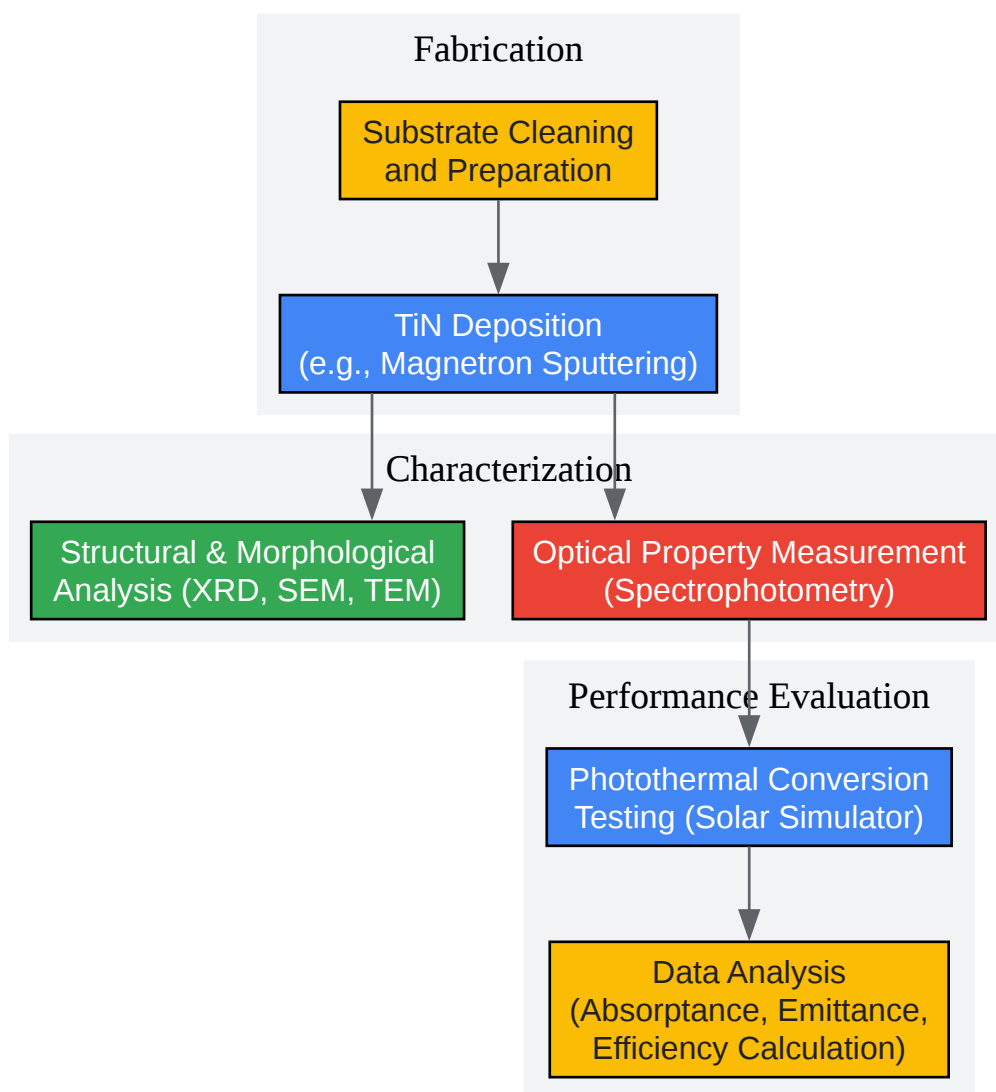 Fabrication
Substrate Cleaning
and Preparation
TiN Deposition
(e.g., Magnetron Sputtering)
Characterization
Structural & Morphological
Analysis (XRD, SEM, TEM)
Optical Property Measurement
(Spectrophotometry)
Performance Evaluation
Photothermal Conversion
Testing (Solar Simulator)
Data Analysis
(Absorptance, Emittance,
Efficiency Calculation)